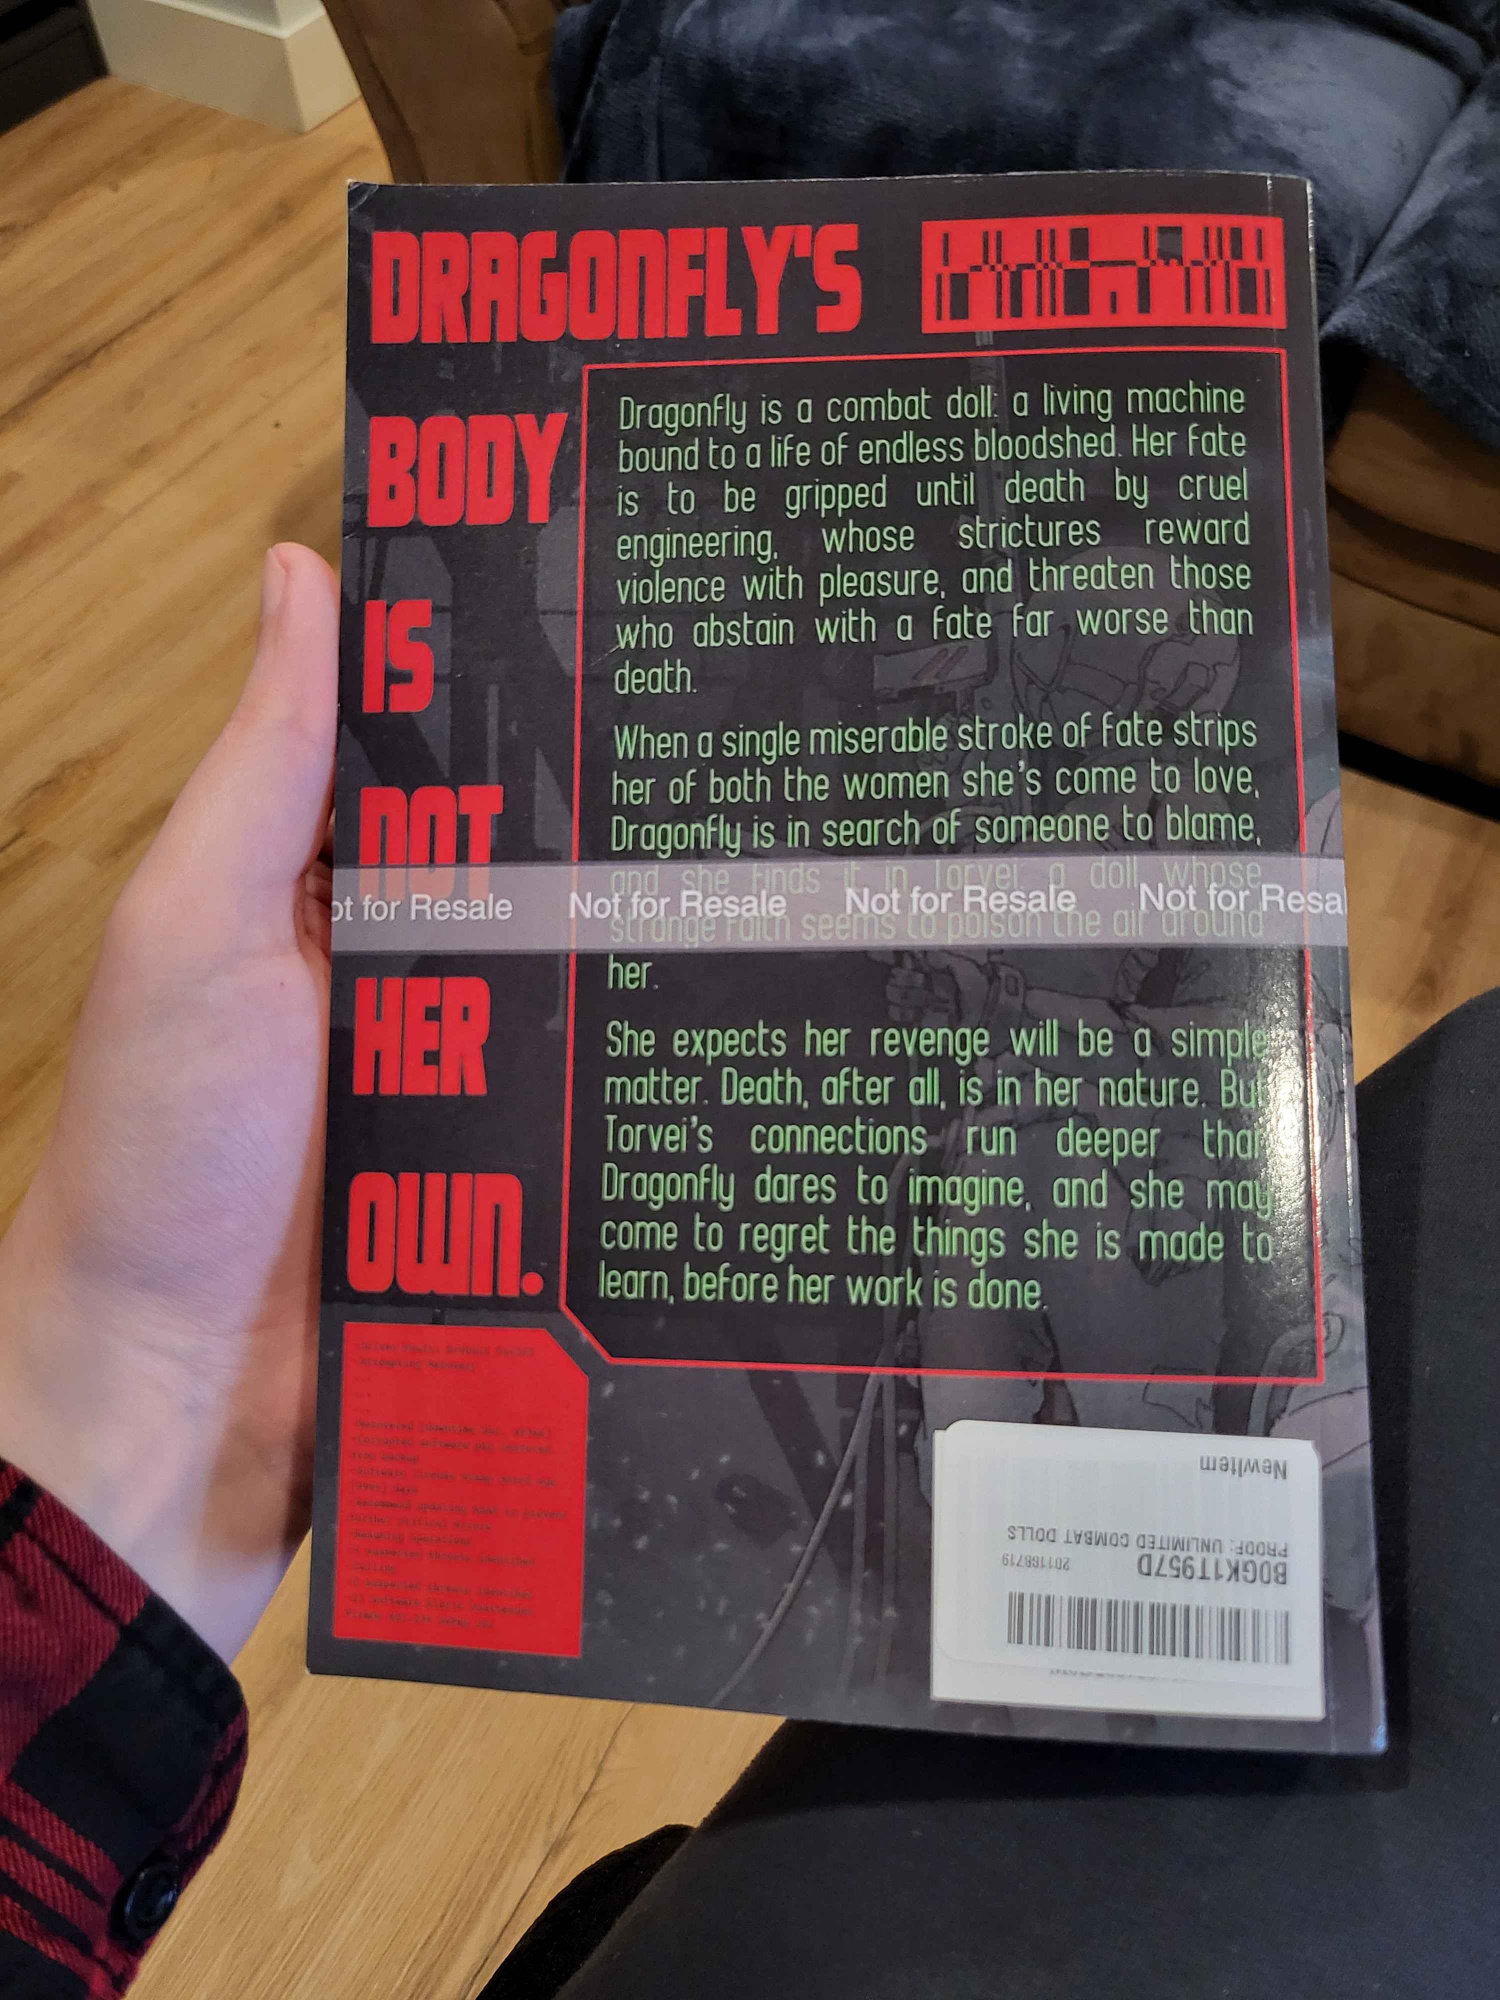 DRAGONFLY'S
BODY
IS
NOT
HER
OWN.
Dragonfly is a combat doll: a living machine
bound to a life of endless bloodshed. Her fate
is to be gripped until death by cruel
engineering, whose strictures reward
violence with pleasure, and threaten those
who abstain with a fate far worse than
death.
When a single miserable stroke of fate strips
her of both the women she's come to love,
Dragonfly is in search of someone to blame,
and she finds it in Torvei, a doll whose
strange faith seems to poison the air around
her.
ot for Resale Not for Resale Not for Resale Not for Resa
She expects her revenge will be a simple
matter. Death, after all, is in her nature. But
Torvei's connections run deeper than
Dragonfly dares to imagine, and she may
come to regret the things she is made to
learn, before her work is done.
B0GK1T957D
201168719
PROOF: UNLIMITED COMBAT DOLLS
NewItem